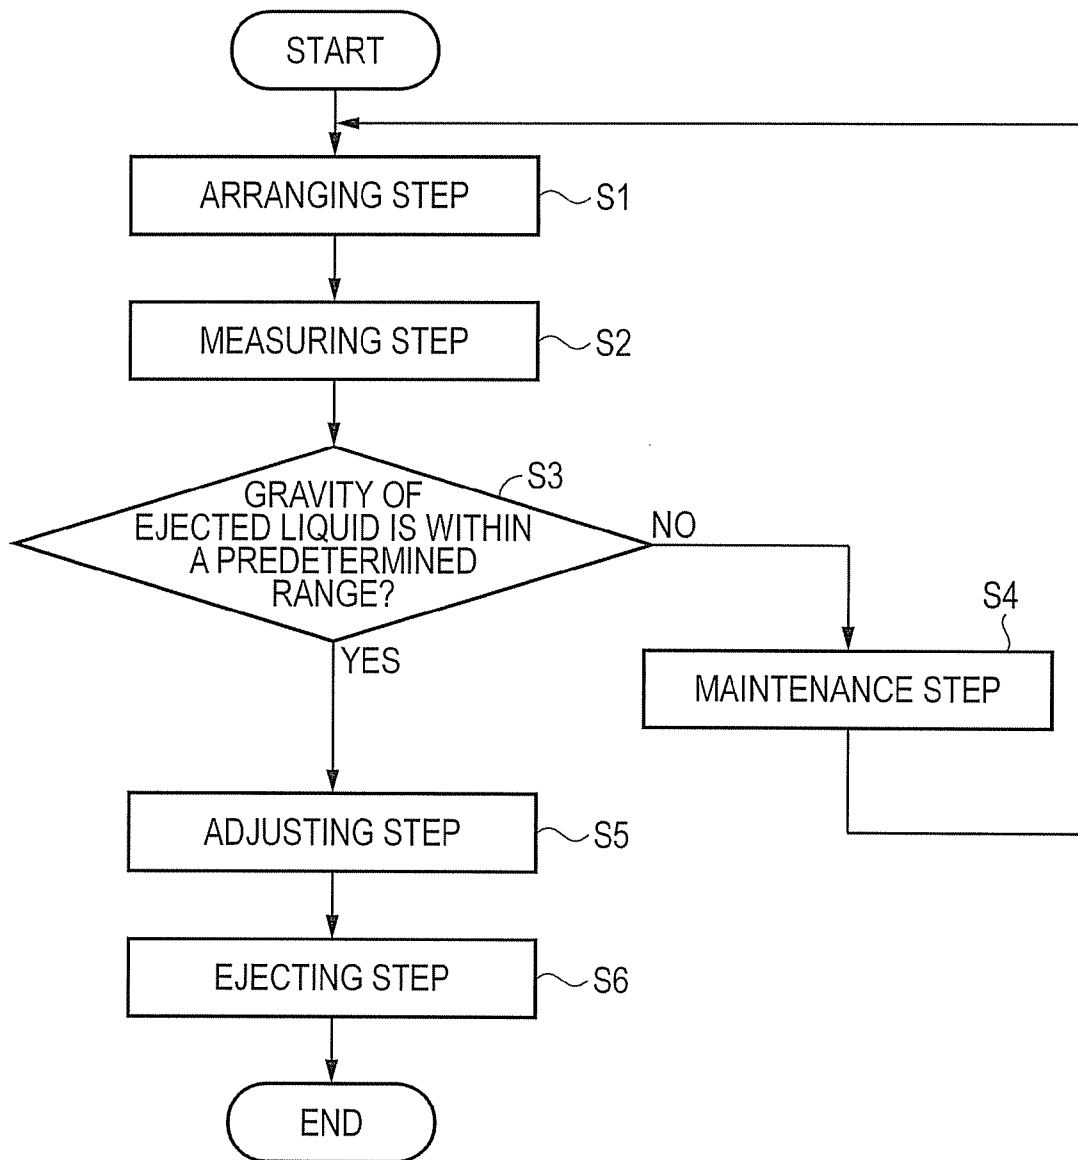 START
ARRANGING STEP
S1
MEASURING STEP
S2
S3
GRAVITY OF
EJECTED LIQUID IS WITHIN
A PREDETERMINED
RANGE?
NO
YES
S4
MAINTENANCE STEP
ADJUSTING STEP
S5
EJECTING STEP
S6
END